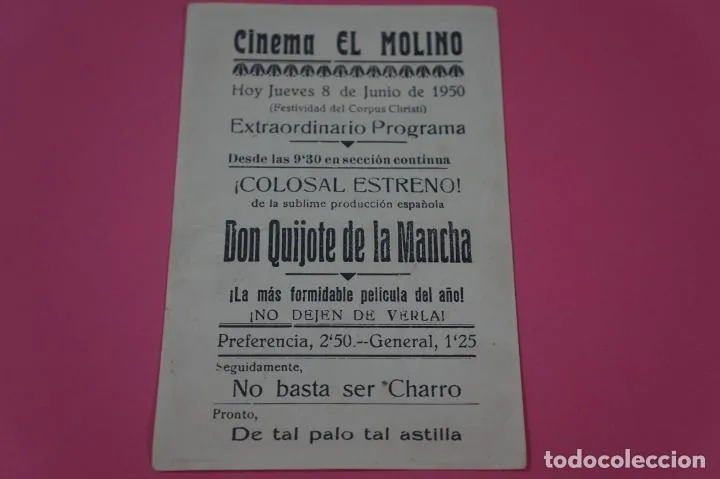 Cinema EL MOLINO
Hoy Jueves 8 de Junio de 1950
(Festividad del Corpus Christi)
Extraordinario Programa
Desde las 9'30 en sección continua
¡COLOSAL ESTRENO!
de la sublime producción española
Don Quijote de la Mancha
¡La más formidable pelicula del año!
¡NO DEJEN DE VERLA!
Preferencia, 2'50.--General, 1'25
Seguidamente,
No basta ser Charro
Pronto,
De tal palo tal astilla
todocoleccion